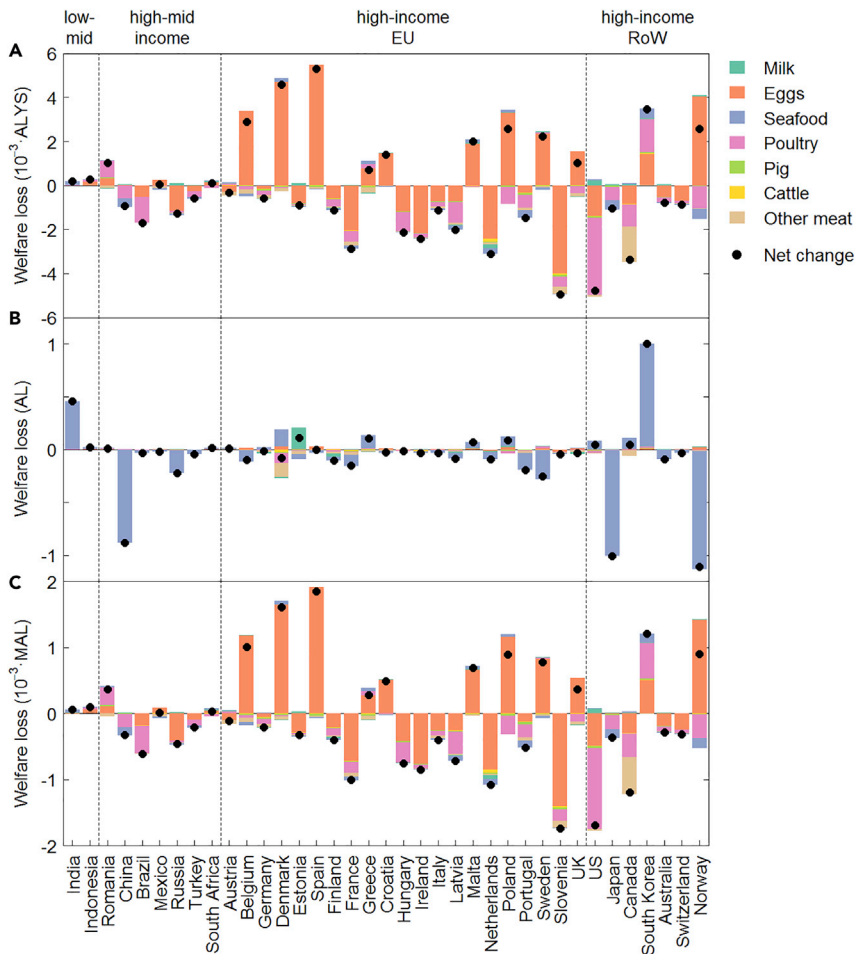 low-
mid
high-mid
income
high-income
EU
high-income
RoW
A
Welfare loss (10⁻³·ALYS)
6
4
2
0
-2
-4
-6
Milk
Eggs
Seafood
Poultry
Pig
Cattle
Other meat
Net change
B
Welfare loss (AL)
1
0
-1
C
Welfare loss (10⁻³·MAL)
2
1
0
-1
-2
India
Indonesia
Romania
China
Brazil
Mexico
Russia
Turkey
South Africa
Austria
Belgium
Germany
Denmark
Estonia
Spain
Finland
France
Greece
Croatia
Hungary
Ireland
Italy
Latvia
Malta
Netherlands
Poland
Portugal
Sweden
Slovenia
UK
US
Japan
Canada
South Korea
Australia
Switzerland
Norway